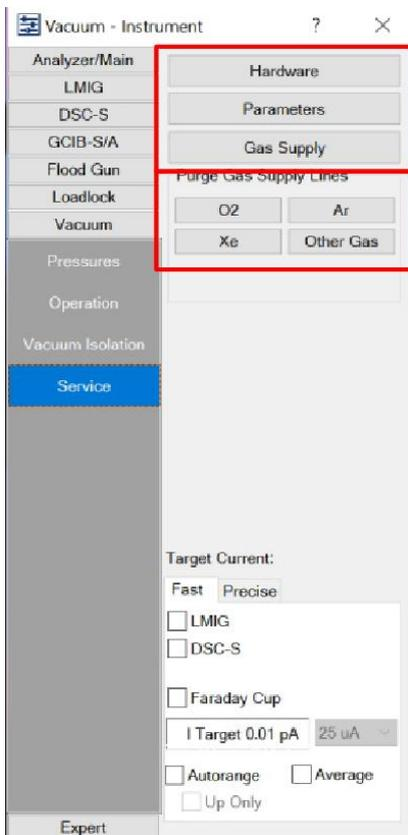 Vacuum - Instrument ?
Analyzer/Main
LMIG
DSC-S
GCIB-S/A
Flood Gun
Loadlock
Vacuum
Pressures
Operation
Vacuum Isolation
Service
Expert
Hardware
Parameters
Gas Supply
Purge Gas Supply Lines
O2 Ar
Xe Other Gas
Target Current:
Fast Precise
LMIG
DSC-S
Faraday Cup
I Target 0.01 pA 25 uA
Autorange Average
Up Only